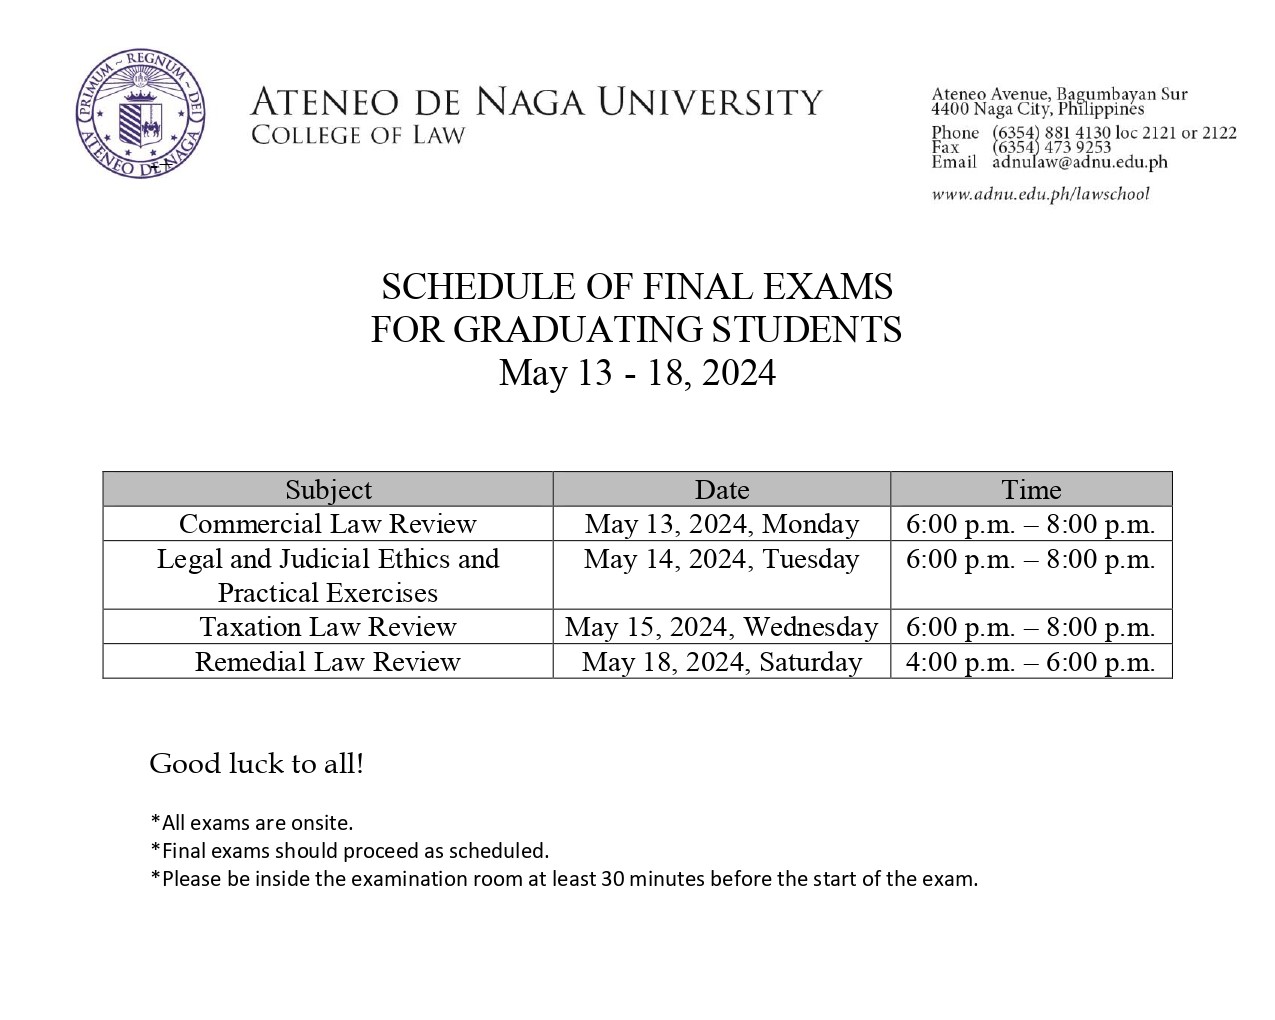 PRIMUM ~ REGNUM ~ DEI
ATENEO DE NAGA
ATENEO DE NAGA UNIVERSITY
COLLEGE OF LAW
Ateneo Avenue, Bagumbayan Sur
4400 Naga City, Philippines
Phone (6354) 881 4130 loc 2121 or 2122
Fax (6354) 473 9253
Email adnulaw@adnu.edu.ph
www.adnu.edu.ph/lawschool
SCHEDULE OF FINAL EXAMS
FOR GRADUATING STUDENTS
May 13 - 18, 2024
Subject Date Time
Commercial Law Review May 13, 2024, Monday 6:00 p.m. – 8:00 p.m.
Legal and Judicial Ethics and May 14, 2024, Tuesday 6:00 p.m. – 8:00 p.m.
Practical Exercises
Taxation Law Review May 15, 2024, Wednesday 6:00 p.m. – 8:00 p.m.
Remedial Law Review May 18, 2024, Saturday 4:00 p.m. – 6:00 p.m.
Good luck to all!
*All exams are onsite.
*Final exams should proceed as scheduled.
*Please be inside the examination room at least 30 minutes before the start of the exam.